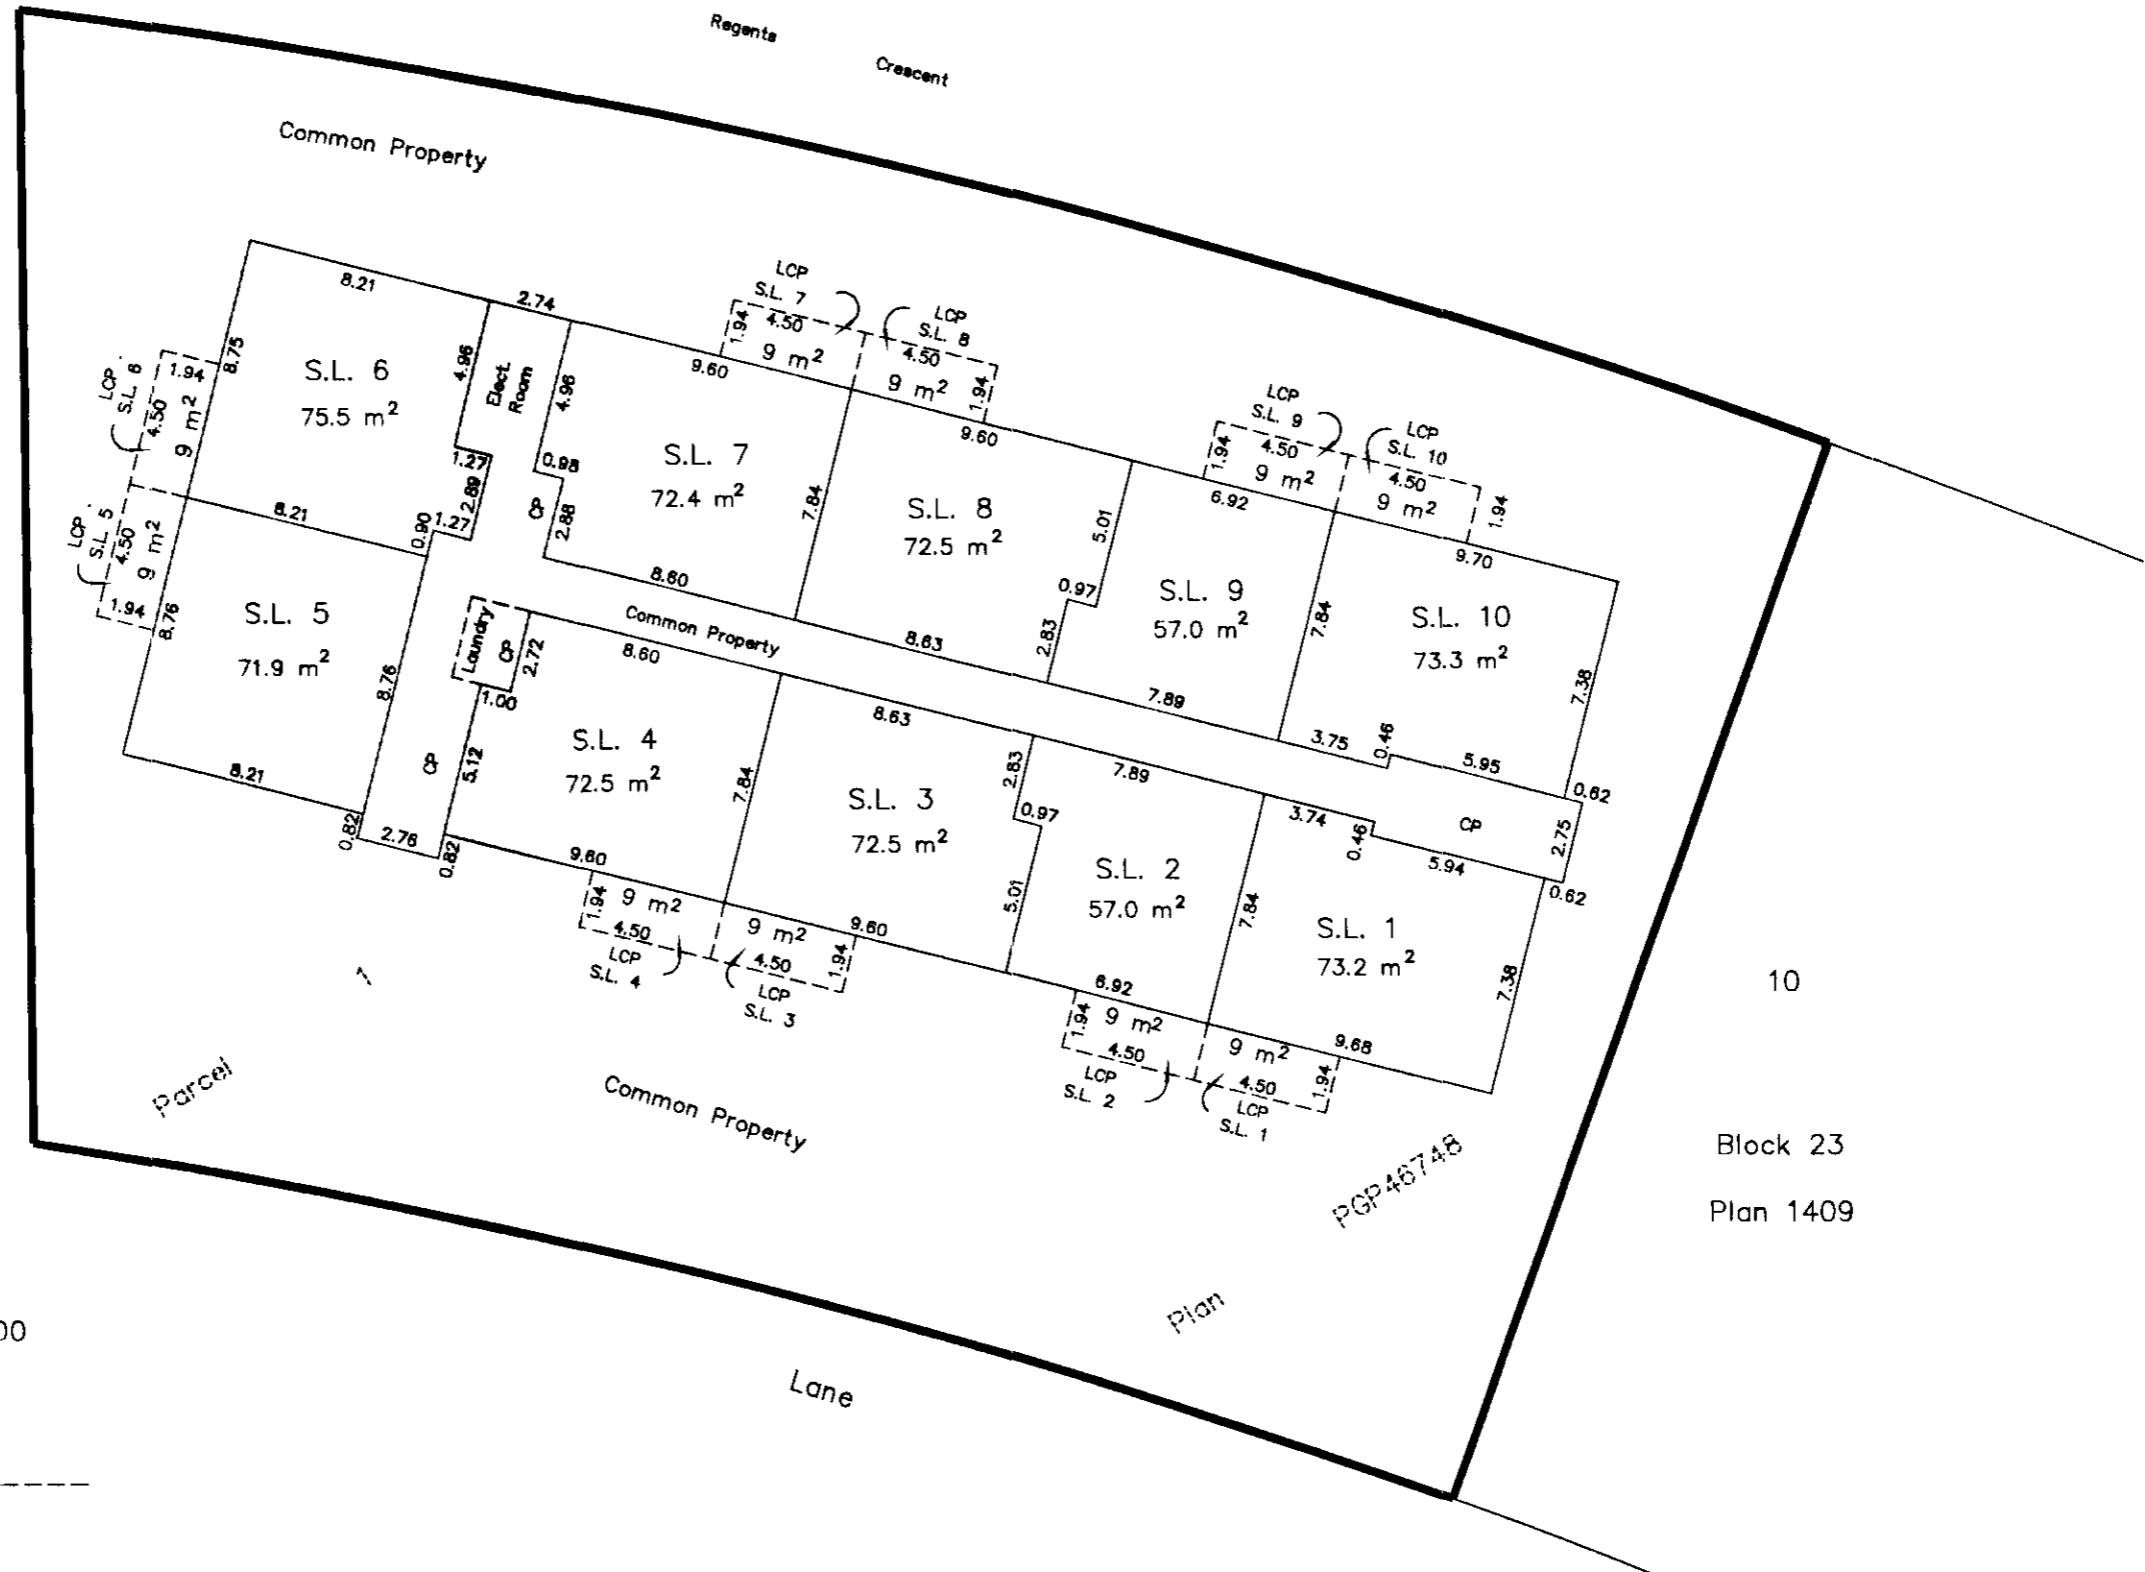 Regents
Crescent
Common Property
8.21
2.74
LCP
S.L. 7
4.50
1.94
9 m²
LCP
S.L. 8
4.50
9 m²
1.94
8.75
S.L. 6
75.5 m²
4.96
Elect.
Room
4.96
9.60
LCP
S.L. 6
1.94
4.50
9 m²
1.27
2.89
0.98
CP
2.88
S.L. 7
72.4 m²
7.84
9.60
S.L. 8
72.5 m²
5.01
0.97
2.83
LCP
S.L. 9
4.50
1.94
9 m²
LCP
S.L. 10
4.50
9 m²
1.94
6.92
S.L. 9
57.0 m²
7.84
9.70
S.L. 10
73.3 m²
7.38
8.21
0.90
1.27
8.60
8.63
7.89
3.75
0.46
5.95
0.62
LCP
S.L. 5
4.50
9 m²
1.94
8.76
S.L. 5
71.9 m²
8.76
8.21
0.82
2.76
0.82
Laundry
CP
2.72
1.00
CP
5.12
Common Property
8.60
S.L. 4
72.5 m²
7.84
8.63
S.L. 3
72.5 m²
2.83
0.97
5.01
7.89
S.L. 2
57.0 m²
7.84
3.74
0.46
5.94
CP
2.75
0.62
S.L. 1
73.2 m²
7.38
9.60
1.94
9 m²
4.50
LCP
S.L. 4
9 m²
4.50
1.94
LCP
S.L. 3
9.60
6.92
1.94
9 m²
4.50
LCP
S.L. 2
9 m²
4.50
1.94
LCP
S.L. 1
9.68
Parcel 1
Common Property
Plan PGP46748
10
Block 23
Plan 1409
Lane
00